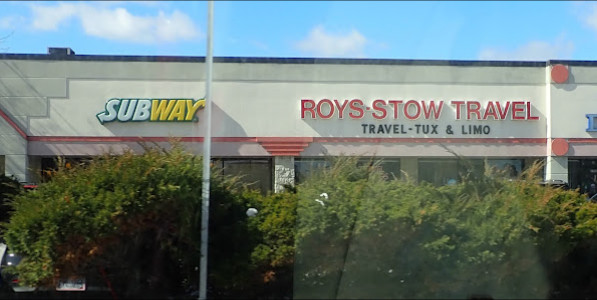 SUBWAY
ROYS-STOW TRAVEL
TRAVEL-TUX & LIMO